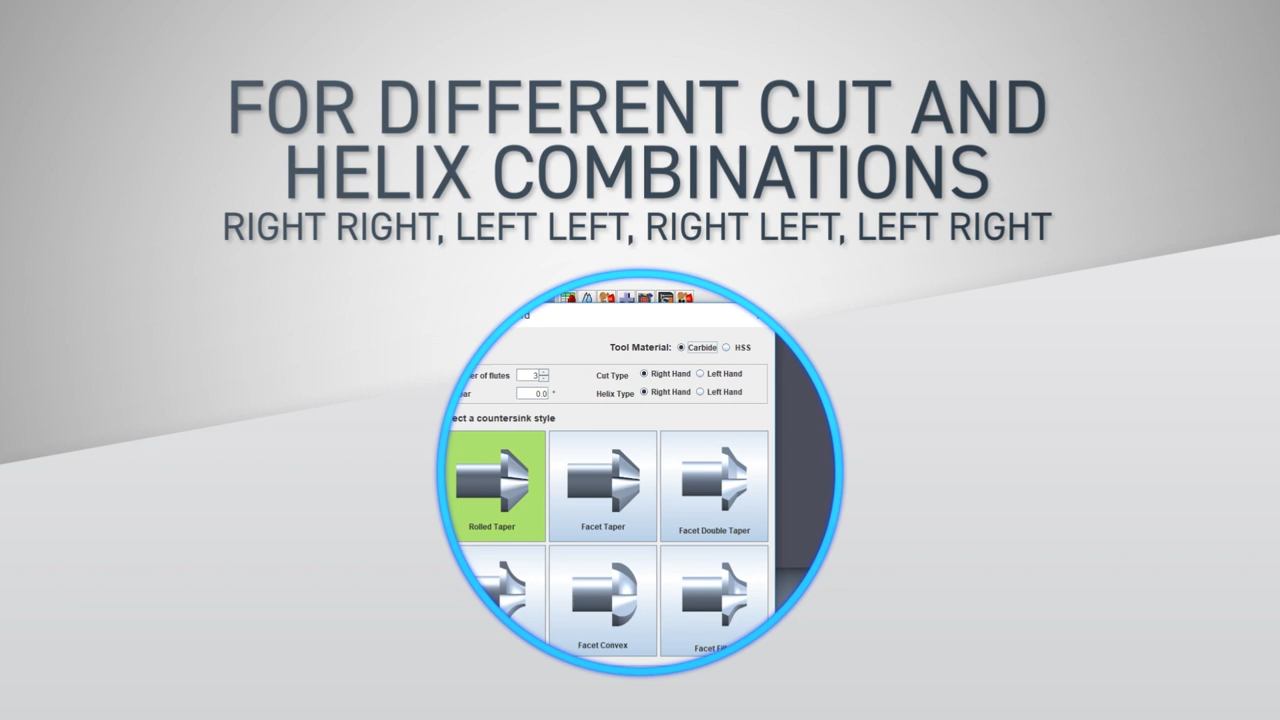 FOR DIFFERENT CUT AND
HELIX COMBINATIONS
RIGHT RIGHT, LEFT LEFT, RIGHT LEFT, LEFT RIGHT
Tool Material: Carbide HSS
of flutes 3 Cut Type Right Hand Left Hand
0.0 ° Helix Type Right Hand Left Hand
a countersink style
Rolled Taper Facet Taper Facet Double Taper
Facet Convex Facet